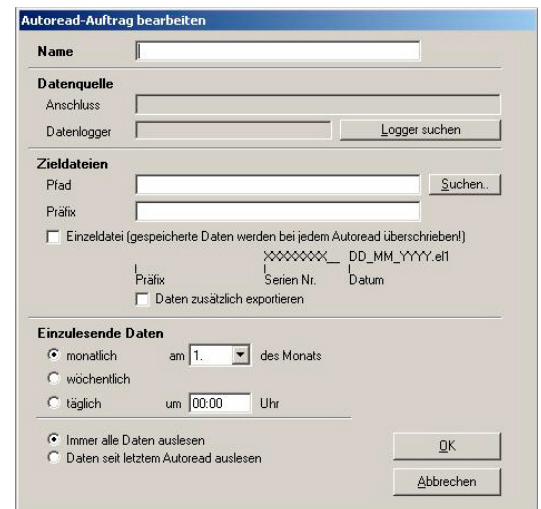 Autoread-Auftrag bearbeiten
Name
Datenquelle
Anschluss
Datenlogger Logger suchen
Zieldateien
Pfad Suchen..
Präfix
Einzeldatei (gespeicherte Daten werden bei jedem Autoread überschrieben!)
XXXXXXXX__ DD_MM_YYYY.el1
Präfix Serien Nr. Datum
Daten zusätzlich exportieren
Einzulesende Daten
monatlich am 1. des Monats
wöchentlich
täglich um 00:00 Uhr
Immer alle Daten auslesen OK
Daten seit letztem Autoread auslesen
Abbrechen